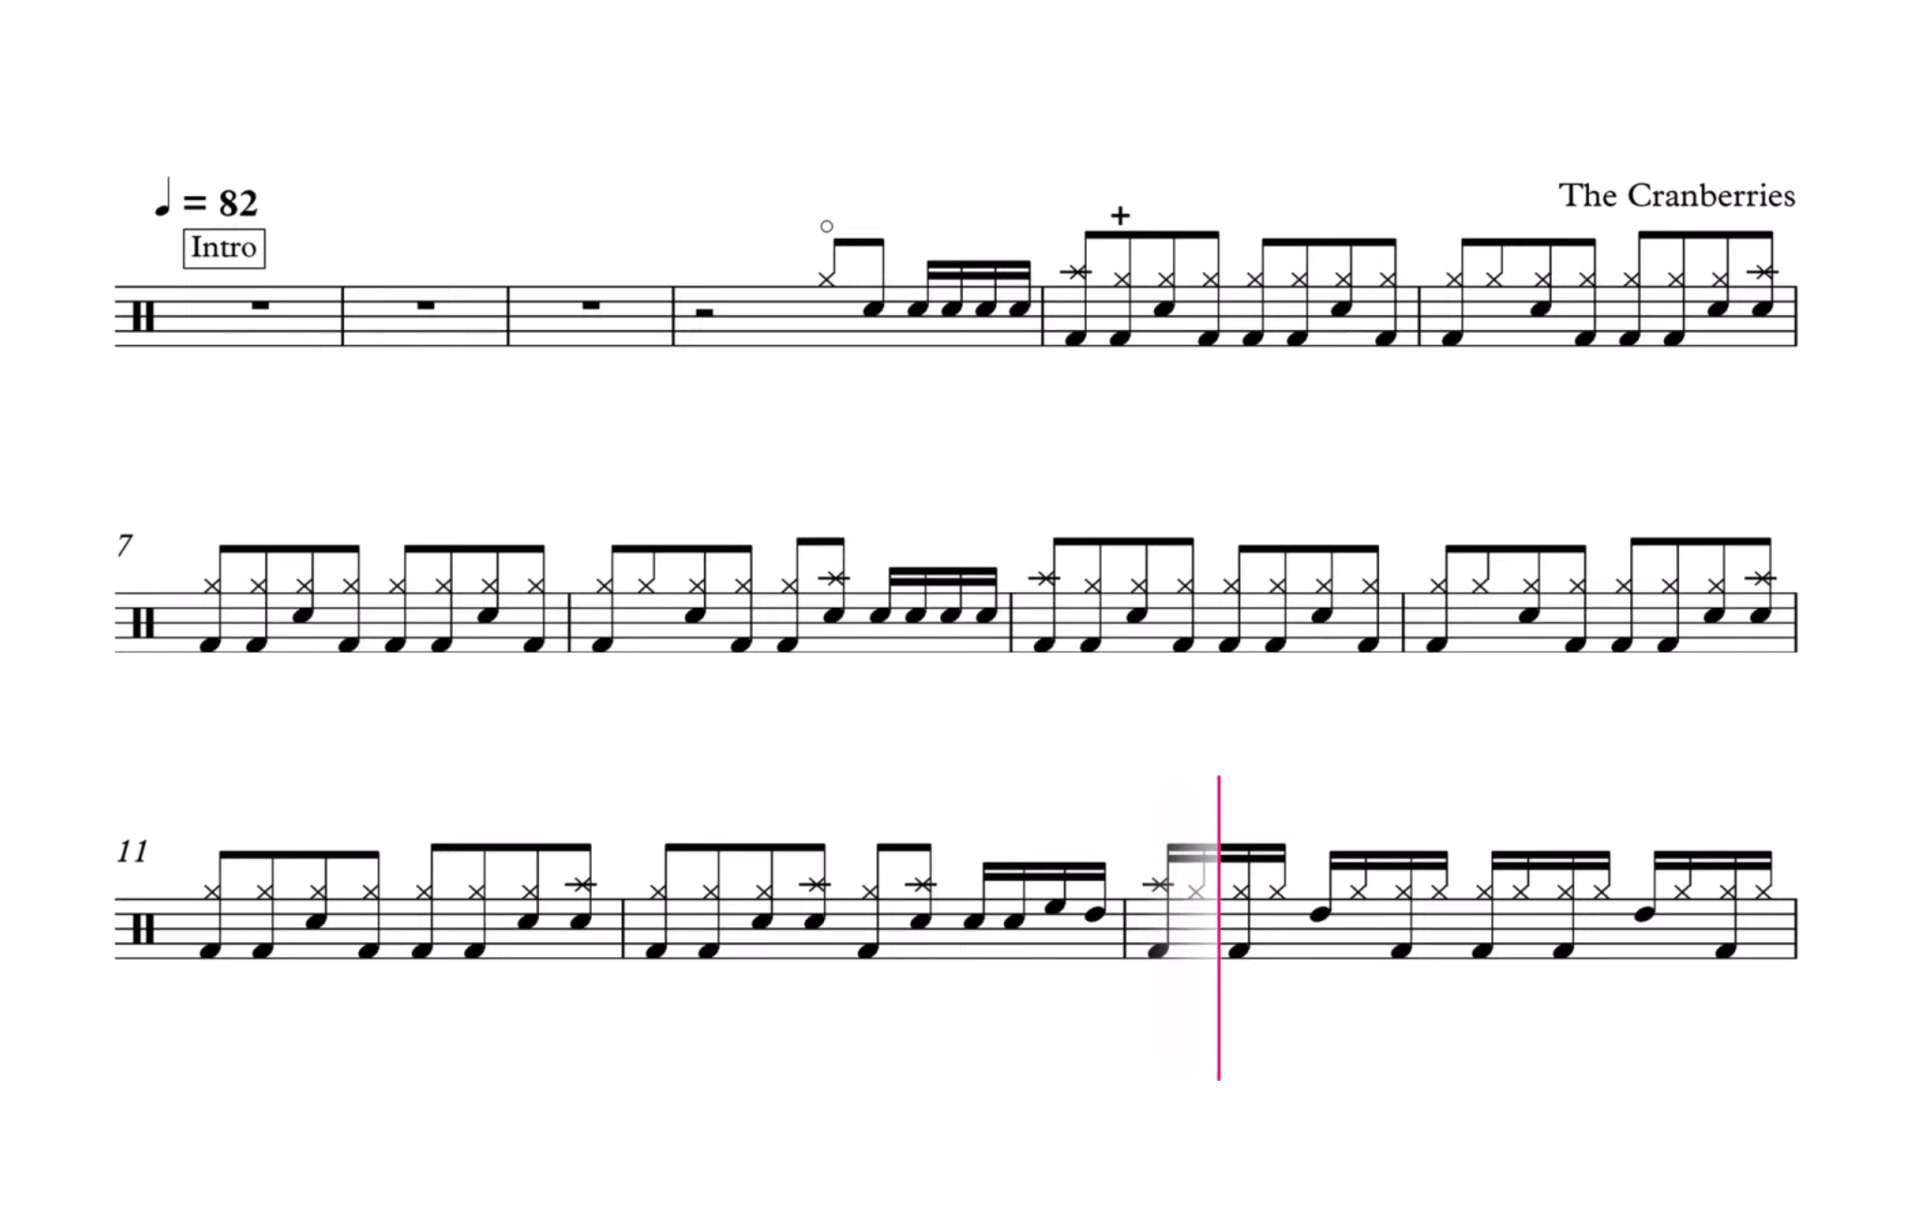 ♩ = 82
The Cranberries
Intro
7
11